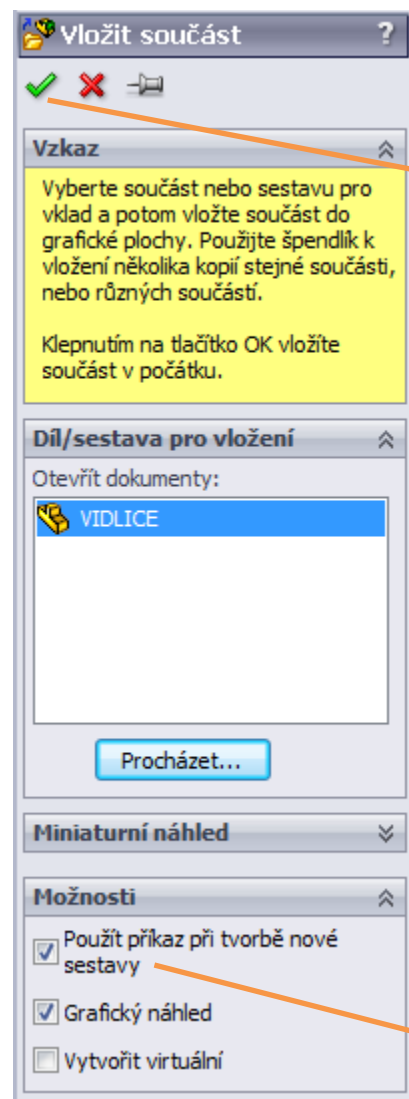 Vložit součást ?
Vzkaz
Vyberte součást nebo sestavu pro
vklad a potom vložte součást do
grafické plochy. Použijte špendlík k
vložení několika kopií stejné součásti,
nebo různých součástí.
Klepnutím na tlačítko OK vložíte
součást v počátku.
Díl/sestava pro vložení
Otevřít dokumenty:
VIDLICE
Procházet...
Miniaturní náhled
Možnosti
Použít příkaz při tvorbě nové
sestavy
Grafický náhled
Vytvořit virtuální